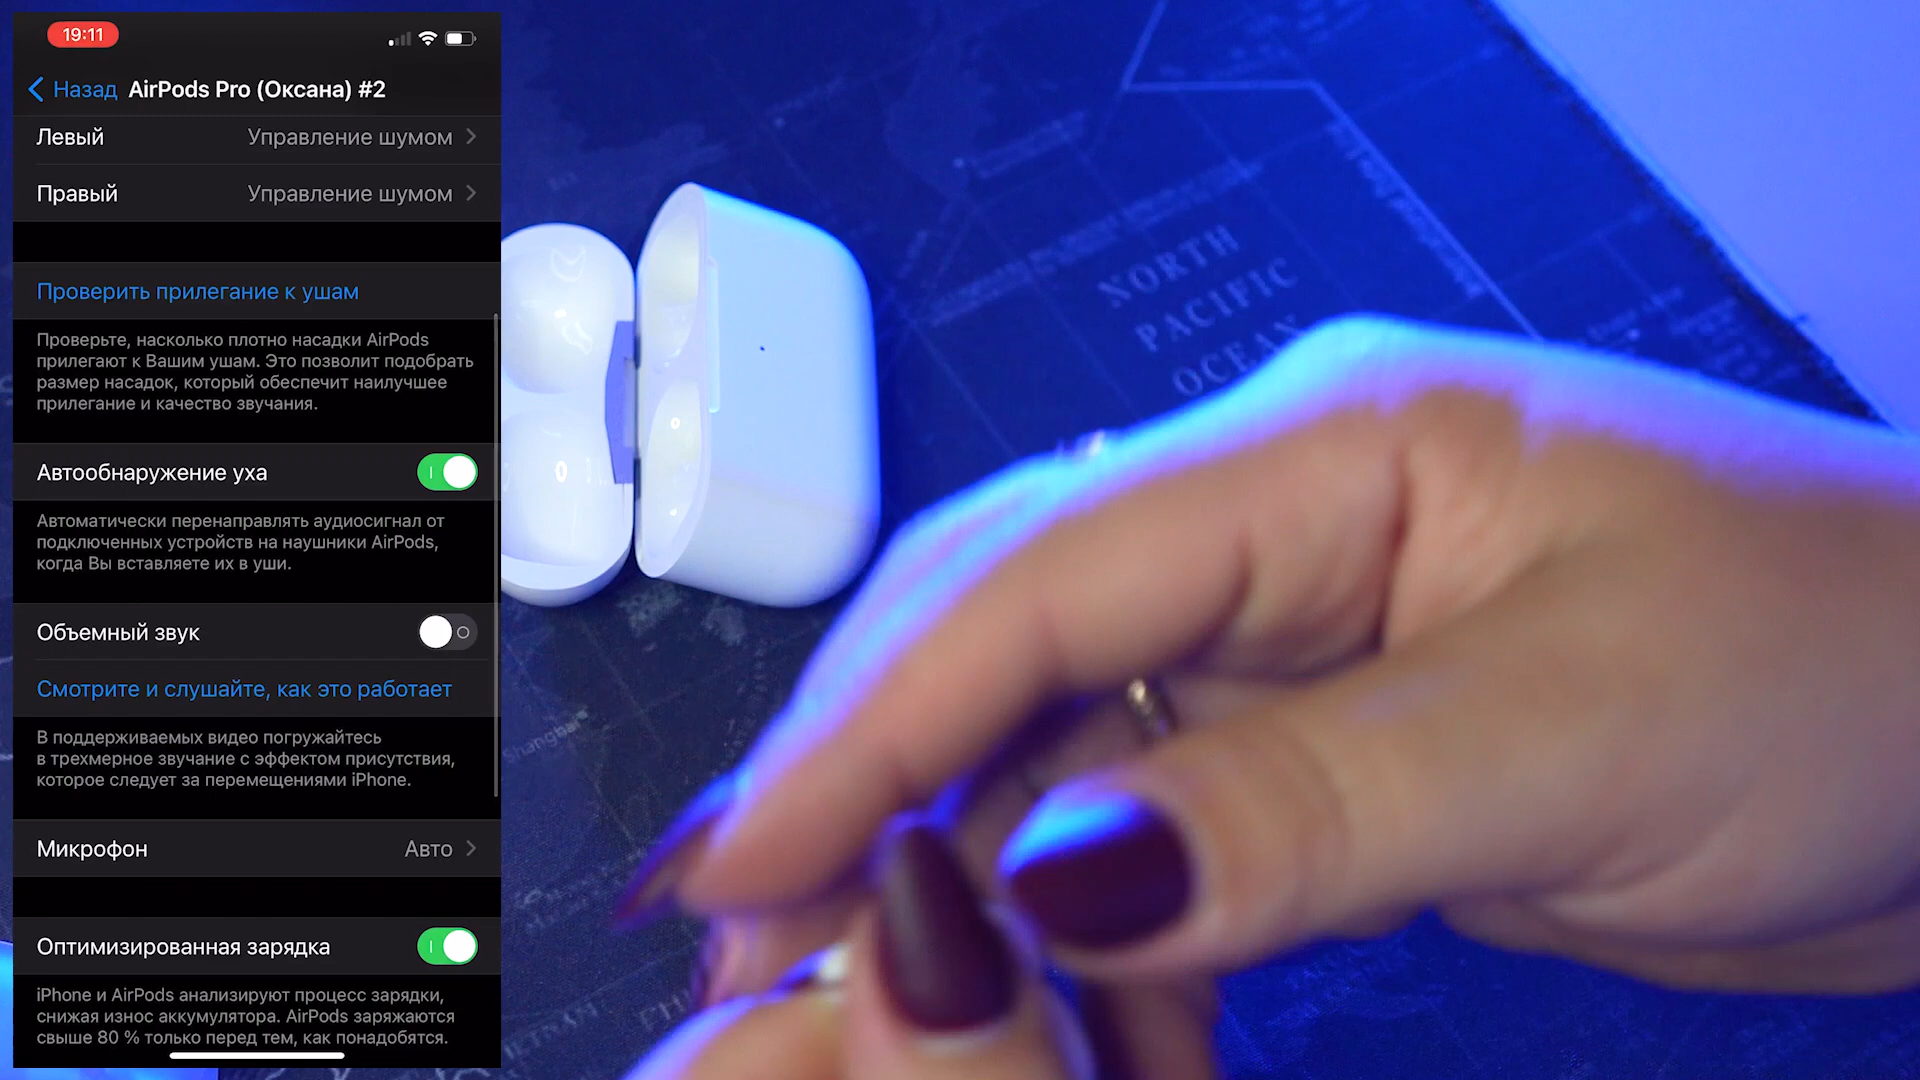 19:11
Назад AirPods Pro (Оксана) #2
Левый Управление шумом
Правый Управление шумом
Проверить прилегание к ушам
Проверьте, насколько плотно насадки AirPods
прилегают к Вашим ушам. Это позволит подобрать
размер насадок, который обеспечит наилучшее
прилегание и качество звучания.
Автообнаружение уха
Автоматически перенаправлять аудиосигнал от
подключенных устройств на наушники AirPods,
когда Вы вставляете их в уши.
Объемный звук
Смотрите и слушайте, как это работает
В поддерживаемых видео погружайтесь
в трехмерное звучание с эффектом присутствия,
которое следует за перемещениями iPhone.
Микрофон Авто
Оптимизированная зарядка
iPhone и AirPods анализируют процесс зарядки,
снижая износ аккумулятора. AirPods заряжаются
свыше 80 % только перед тем, как понадобятся.
NORTH
PACIFIC
OCEAN
Shanghai